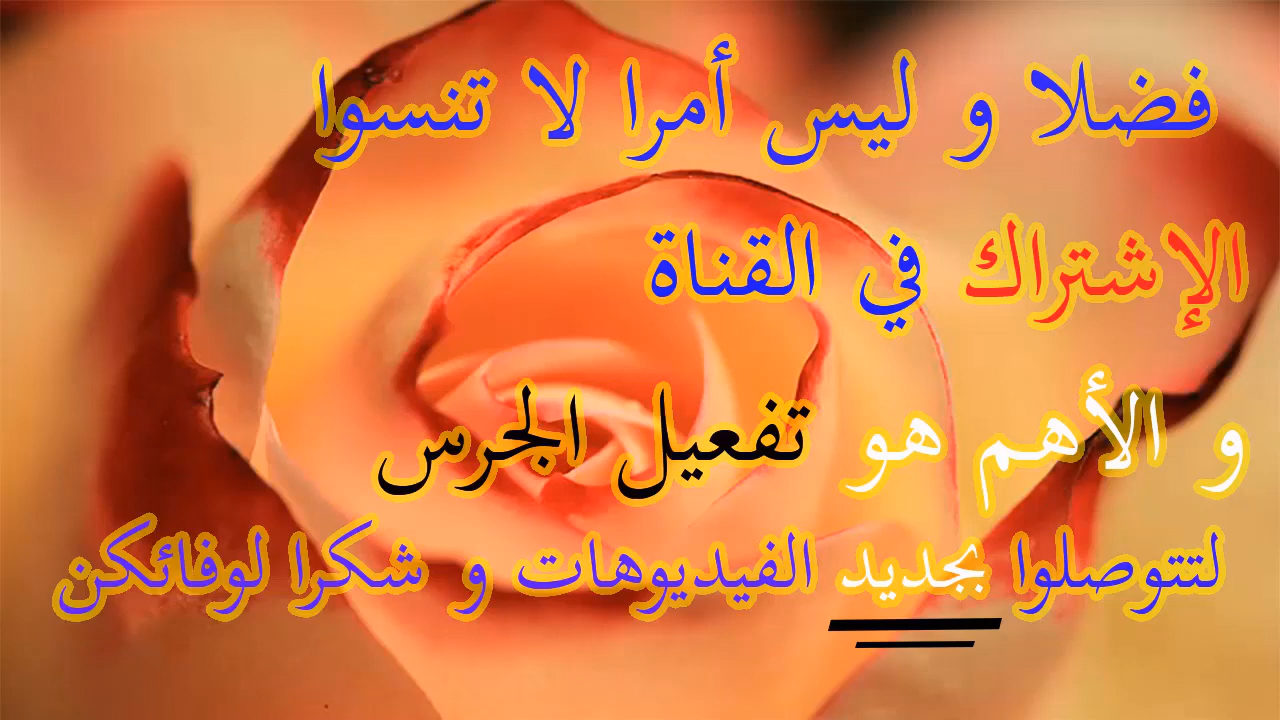 فضلا و ليس أمرا لا تنسوا
الإشتراك في القناة
و الأهم هو تفعيل الجرس
لتتوصلوا بجديد الفيديوهات و شكرا لوفائكن